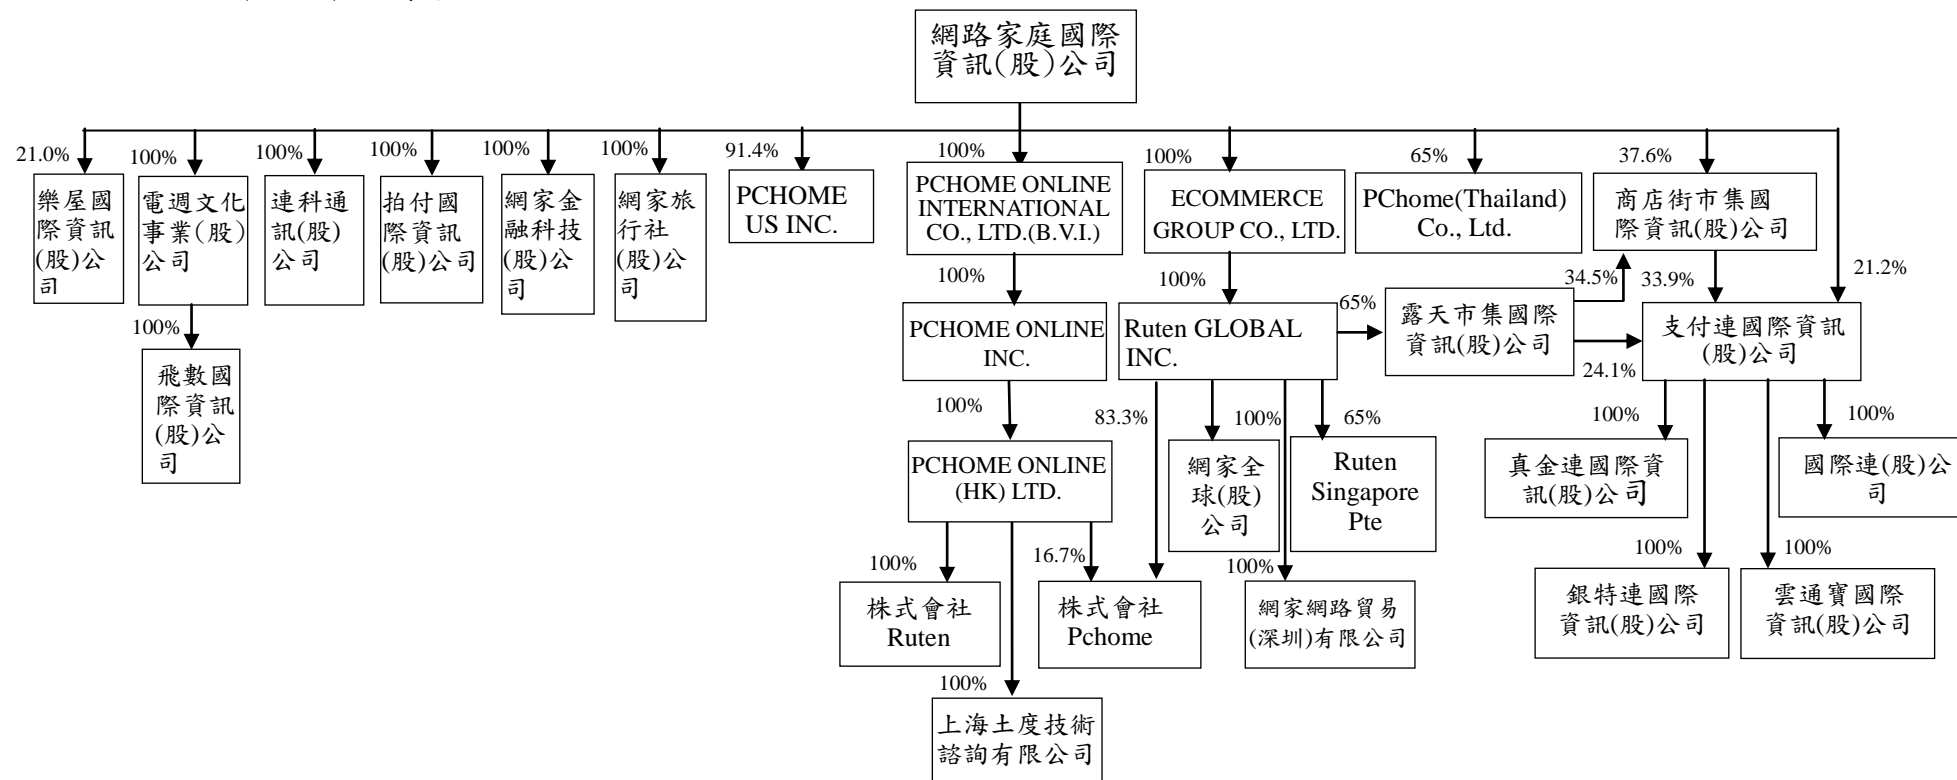 網路家庭國際
資訊(股)公司
21.0%
100%
100%
100%
100%
100%
91.4%
100%
100%
65%
37.6%
樂屋國
際資訊
(股)公
司
電週文化
事業(股)
公司
連科通
訊(股)
公司
拍付國
際資訊
(股)公司
網家金
融科技
(股)公
司
網家旅
行社
(股)公
司
PCHOME
US INC.
PCHOME ONLINE
INTERNATIONAL
CO., LTD.(B.V.I.)
ECOMMERCE
GROUP CO., LTD.
PChome(Thailand)
Co., Ltd.
商店街市集國
際資訊(股)公司
100%
100%
34.5%
33.9%
21.2%
100%
飛數國
際資訊
(股)公
司
PCHOME ONLINE
INC.
Ruten GLOBAL
INC.
65%
露天市集國際
資訊(股)公司
24.1%
支付連國際資訊
(股)公司
100%
83.3%
100%
100%
65%
100%
100%
PCHOME ONLINE
(HK) LTD.
網家全
球(股)
公司
Ruten
Singapore
Pte
真金連國際資
訊(股)公司
國際連(股)公
司
100%
16.7%
100%
100%
100%
株式會社
Ruten
株式會社
Pchome
網家網路貿易
(深圳)有限公司
銀特連國際
資訊(股)公司
雲通寶國際
資訊(股)公司
上海土度技術
諮詢有限公司